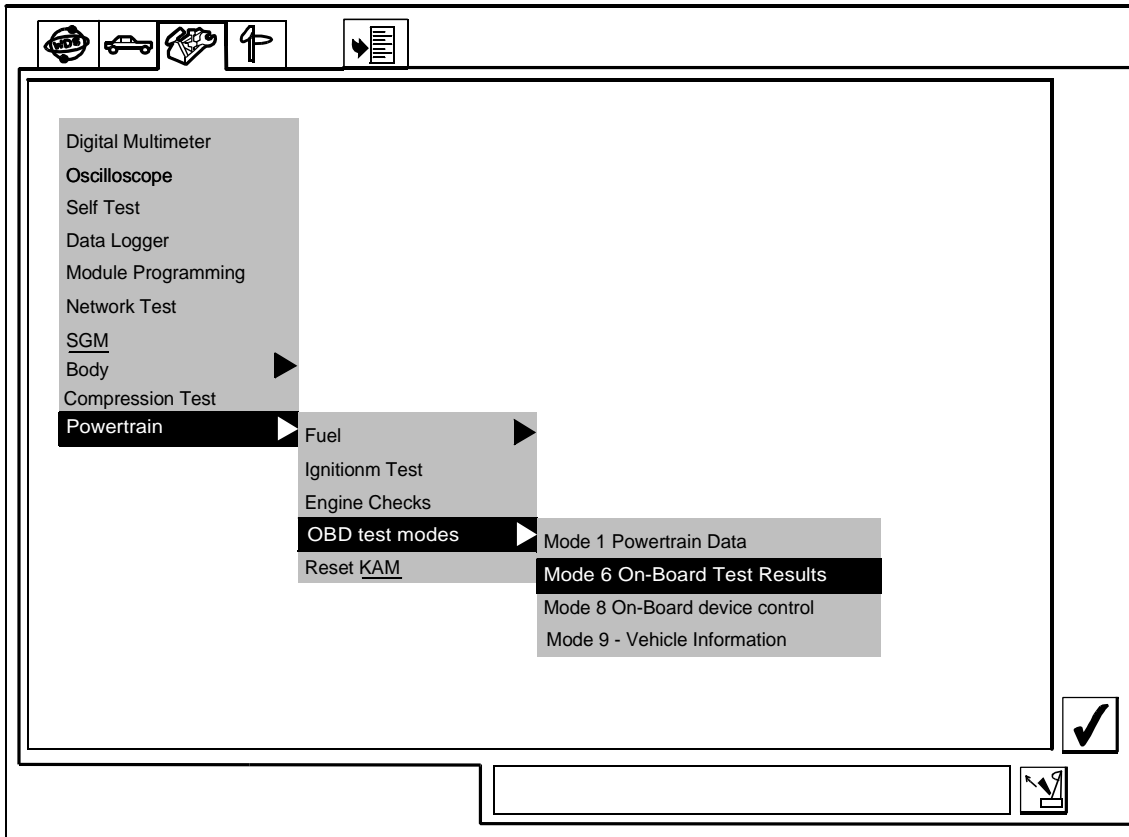 WDS
Digital Multimeter
Oscilloscope
Self Test
Data Logger
Module Programming
Network Test
SGM
Body
Compression Test
Powertrain
Fuel
Ignitionm Test
Engine Checks
OBD test modes
Reset KAM
Mode 1 Powertrain Data
Mode 6 On-Board Test Results
Mode 8 On-Board device control
Mode 9 - Vehicle Information